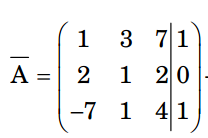 A = ( 1 3 7 | 1
2 1 2 | 0
–7 1 4 | 1 )